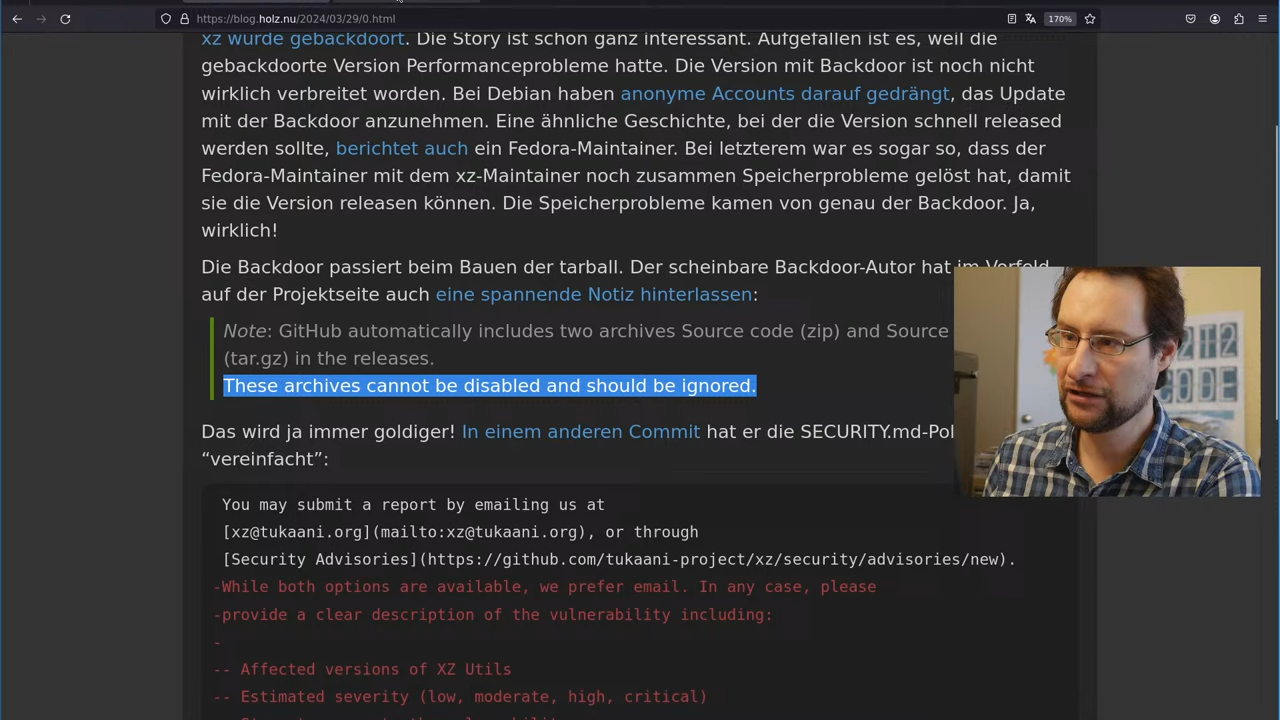 https://blog.holz.nu/2024/03/29/0.html
170%
xz wurde gebackdoort. Die Story ist schon ganz interessant. Aufgefallen ist es, weil die
gebackdoorte Version Performanceprobleme hatte. Die Version mit Backdoor ist noch nicht
wirklich verbreitet worden. Bei Debian haben anonyme Accounts darauf gedrängt, das Update
mit der Backdoor anzunehmen. Eine ähnliche Geschichte, bei der die Version schnell released
werden sollte, berichtet auch ein Fedora-Maintainer. Bei letzterem war es sogar so, dass der
Fedora-Maintainer mit dem xz-Maintainer noch zusammen Speicherprobleme gelöst hat, damit
sie die Version releasen können. Die Speicherprobleme kamen von genau der Backdoor. Ja,
wirklich!
Die Backdoor passiert beim Bauen der tarball. Der scheinbare Backdoor-Autor hat im Vorfeld
auf der Projektseite auch eine spannende Notiz hinterlassen:
Note: GitHub automatically includes two archives Source code (zip) and Source
(tar.gz) in the releases.
These archives cannot be disabled and should be ignored.
Das wird ja immer goldiger! In einem anderen Commit hat er die SECURITY.md-Pol
“vereinfacht”:
You may submit a report by emailing us at
[xz@tukaani.org](mailto:xz@tukaani.org), or through
[Security Advisories](https://github.com/tukaani-project/xz/security/advisories/new).
-While both options are available, we prefer email. In any case, please
-provide a clear description of the vulnerability including:
-
-- Affected versions of XZ Utils
-- Estimated severity (low, moderate, high, critical)